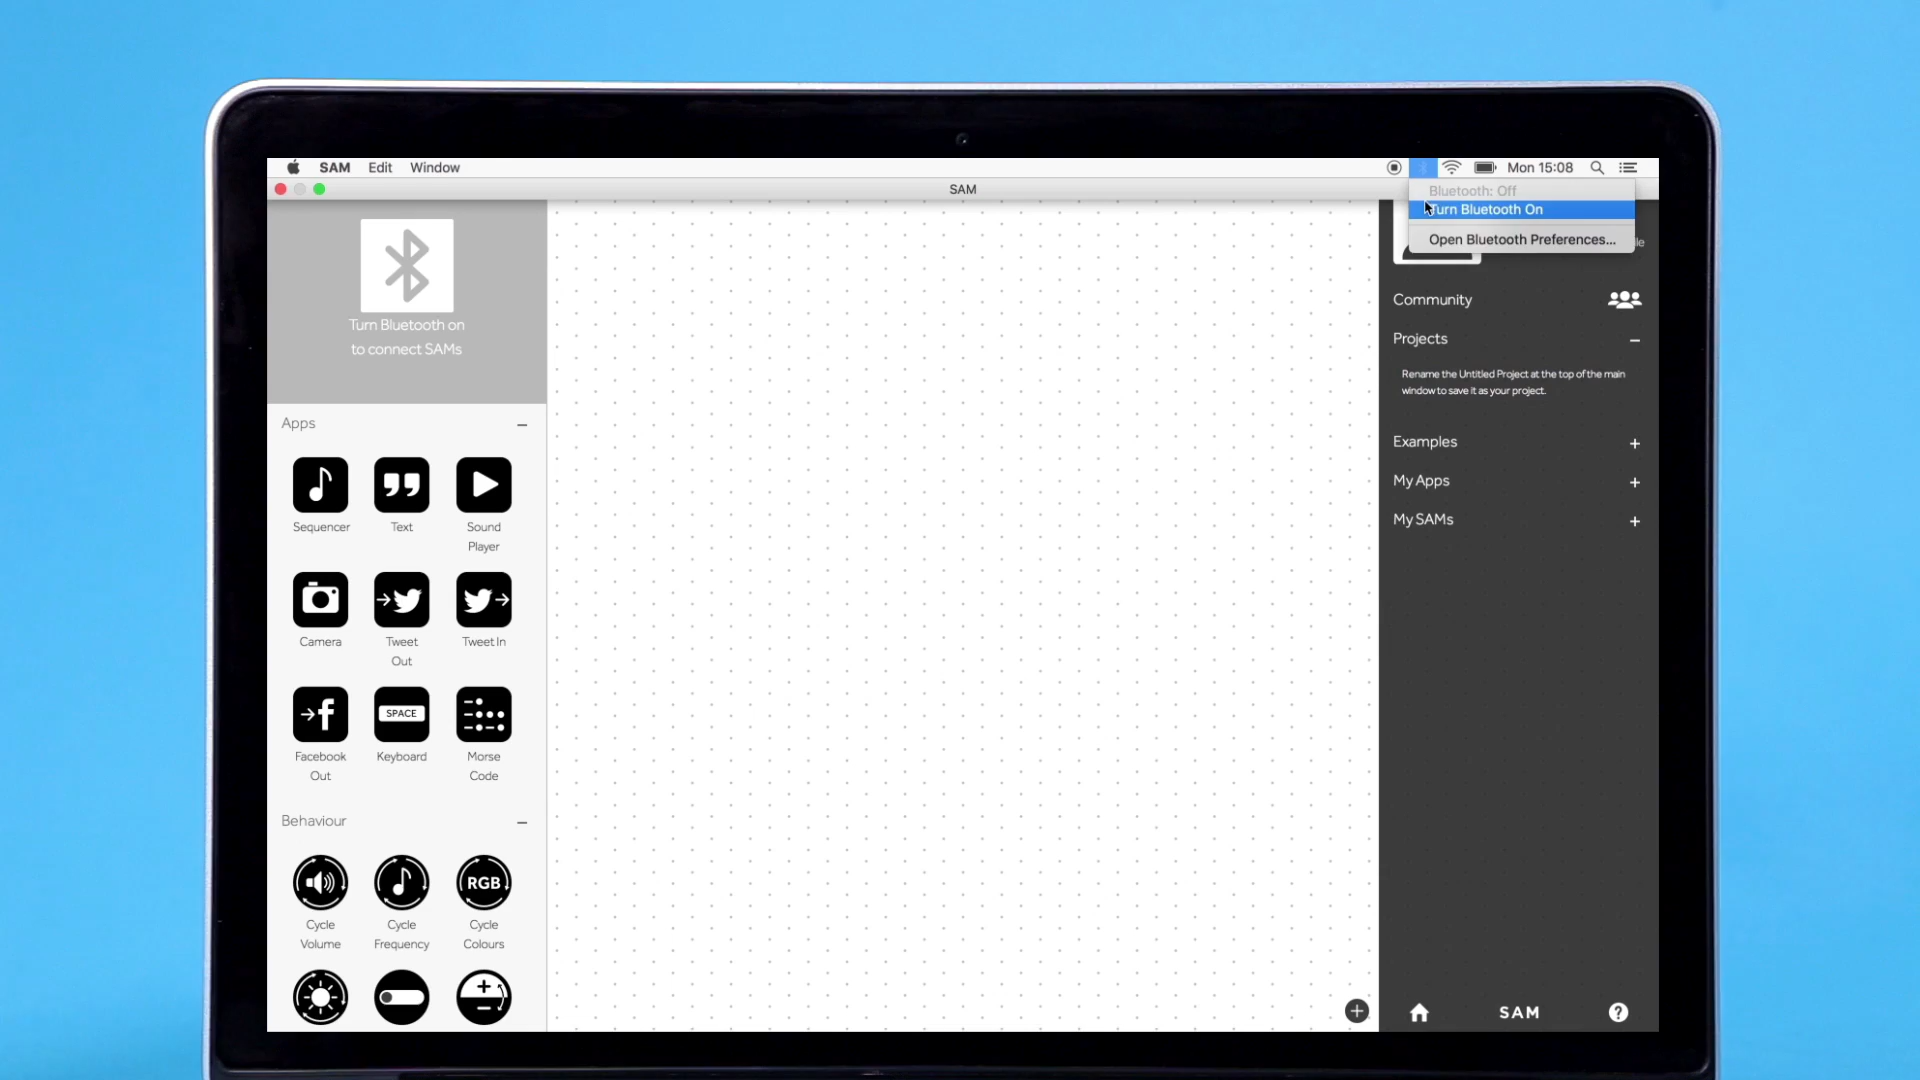 SAM Edit Window
Mon 15:08
SAM
Bluetooth: Off
Turn Bluetooth On
Open Bluetooth Preferences...
Turn Bluetooth on
to connect SAMs
Apps
Sequencer
Text
Sound
Player
Camera
Tweet
Out
Tweet In
Facebook
Out
SPACE
Keyboard
Morse
Code
Behaviour
Cycle
Volume
Cycle
Frequency
RGB
Cycle
Colours
Community
Projects
Rename the Untitled Project at the top of the main
window to save it as your project.
Examples
My Apps
My SAMs
SAM